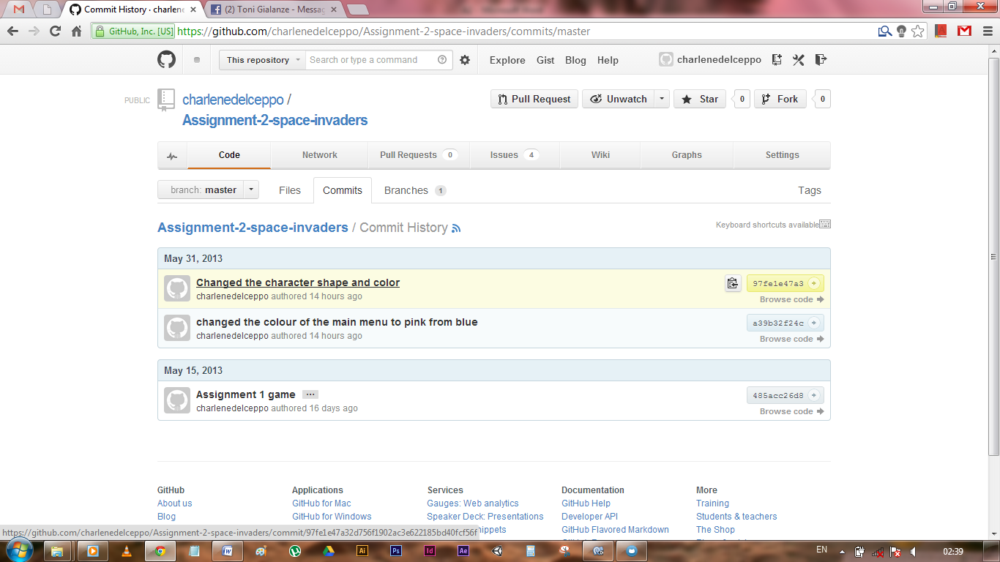 Commit History · charlene
(2) Toni Gialanze - Messag
GitHub, Inc. [US] https://github.com/charlenedelceppo/Assignment-2-space-invaders/commits/master
This repository Search or type a command Explore Gist Blog Help charlenedelceppo
PUBLIC charlenedelceppo /
Assignment-2-space-invaders
Pull Request Unwatch Star 0 Fork 0
Code Network Pull Requests 0 Issues 4 Wiki Graphs Settings
branch: master Files Commits Branches 1 Tags
Assignment-2-space-invaders / Commit History
Keyboard shortcuts available
May 31, 2013
Changed the character shape and color
97fe1e47a3
charlenedelceppo authored 14 hours ago
Browse code
changed the colour of the main menu to pink from blue
a39b32f24c
charlenedelceppo authored 14 hours ago
Browse code
May 15, 2013
Assignment 1 game ...
485acc26d8
charlenedelceppo authored 16 days ago
Browse code
GitHub Applications Services Documentation More
About us GitHub for Mac Gauges: Web analytics GitHub Help Training
Blog GitHub for Windows Speaker Deck: Presentations Developer API Students & teachers
nippets GitHub Flavored Markdown The Shop
https://github.com/charlenedelceppo/Assignment-2-space-invaders/commit/97fe1e47a32d756f1902ac3e622185bd40fcf56f
W Ai Ps Id Ae EN 02:39